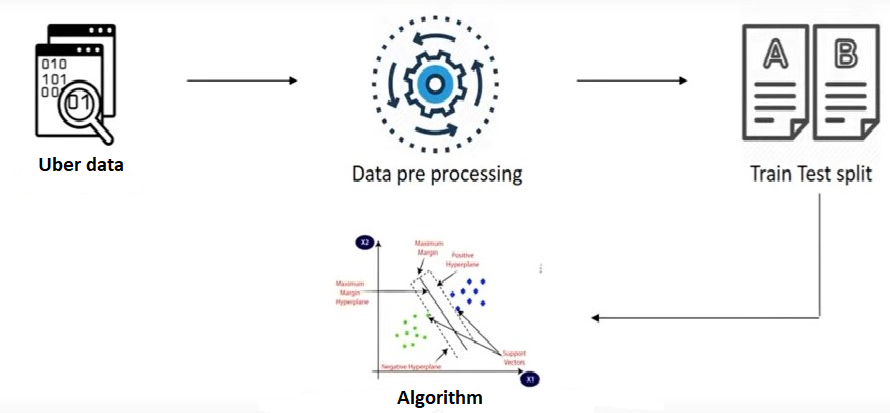 010
101
00
01
A
B
Uber data
Data pre processing
Train Test split
X2
Maximum
Margin
Positive
Hyperplane
Maximum
Margin
Hyperplane
Support
Vectors
Negative Hyperplane
X1
Algorithm